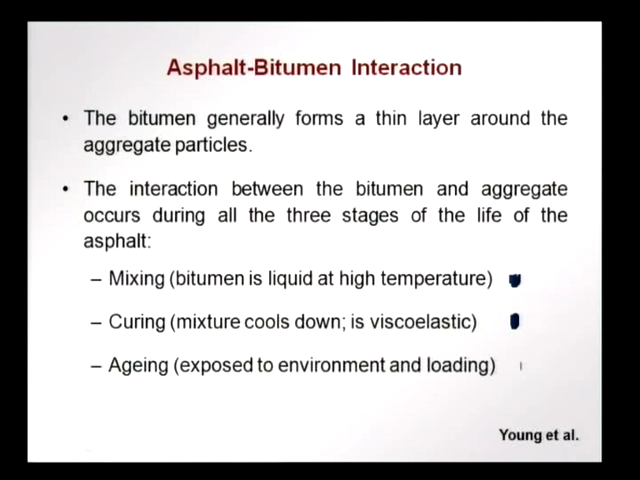 Asphalt-Bitumen Interaction
• The bitumen generally forms a thin layer around the
aggregate particles.
• The interaction between the bitumen and aggregate
occurs during all the three stages of the life of the
asphalt:
– Mixing (bitumen is liquid at high temperature)
– Curing (mixture cools down; is viscoelastic)
– Ageing (exposed to environment and loading)
Young et al.